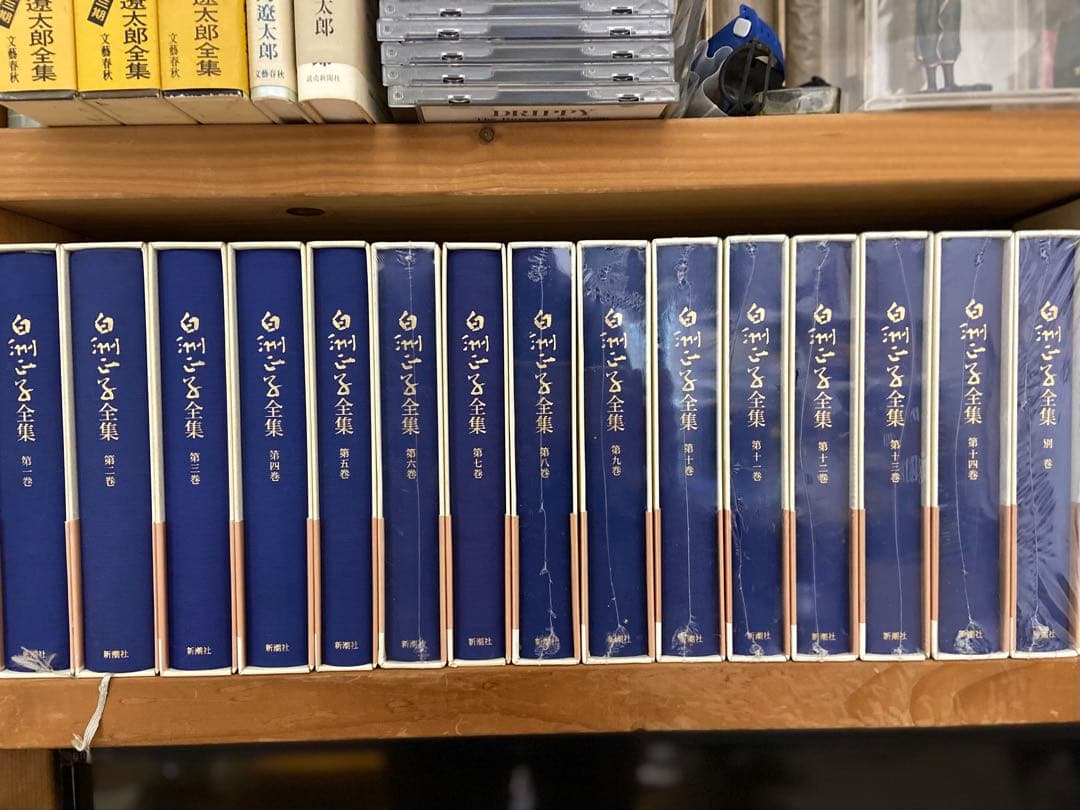 遼太郎全集
文藝春秋
遼太郎全集
文藝春秋
遼太郎全集
文藝春秋
遼太郎
文藝春秋
太郎
読売新聞社
DRIPPY
白洲正子全集 第一巻
白洲正子全集 第二巻
白洲正子全集 第三巻
白洲正子全集 第四巻
新潮社
白洲正子全集 第五巻
新潮社
白洲正子全集 第六巻
新潮社
白洲正子全集 第七巻
新潮社
白洲正子全集 第八巻
新潮社
白洲正子全集 第九巻
新潮社
白洲正子全集 第十巻
新潮社
白洲正子全集 第十一巻
新潮社
白洲正子全集 第十二巻
新潮社
白洲正子全集 第十三巻
新潮社
白洲正子全集 第十四巻
新潮社
白洲正子全集 別巻
新潮社